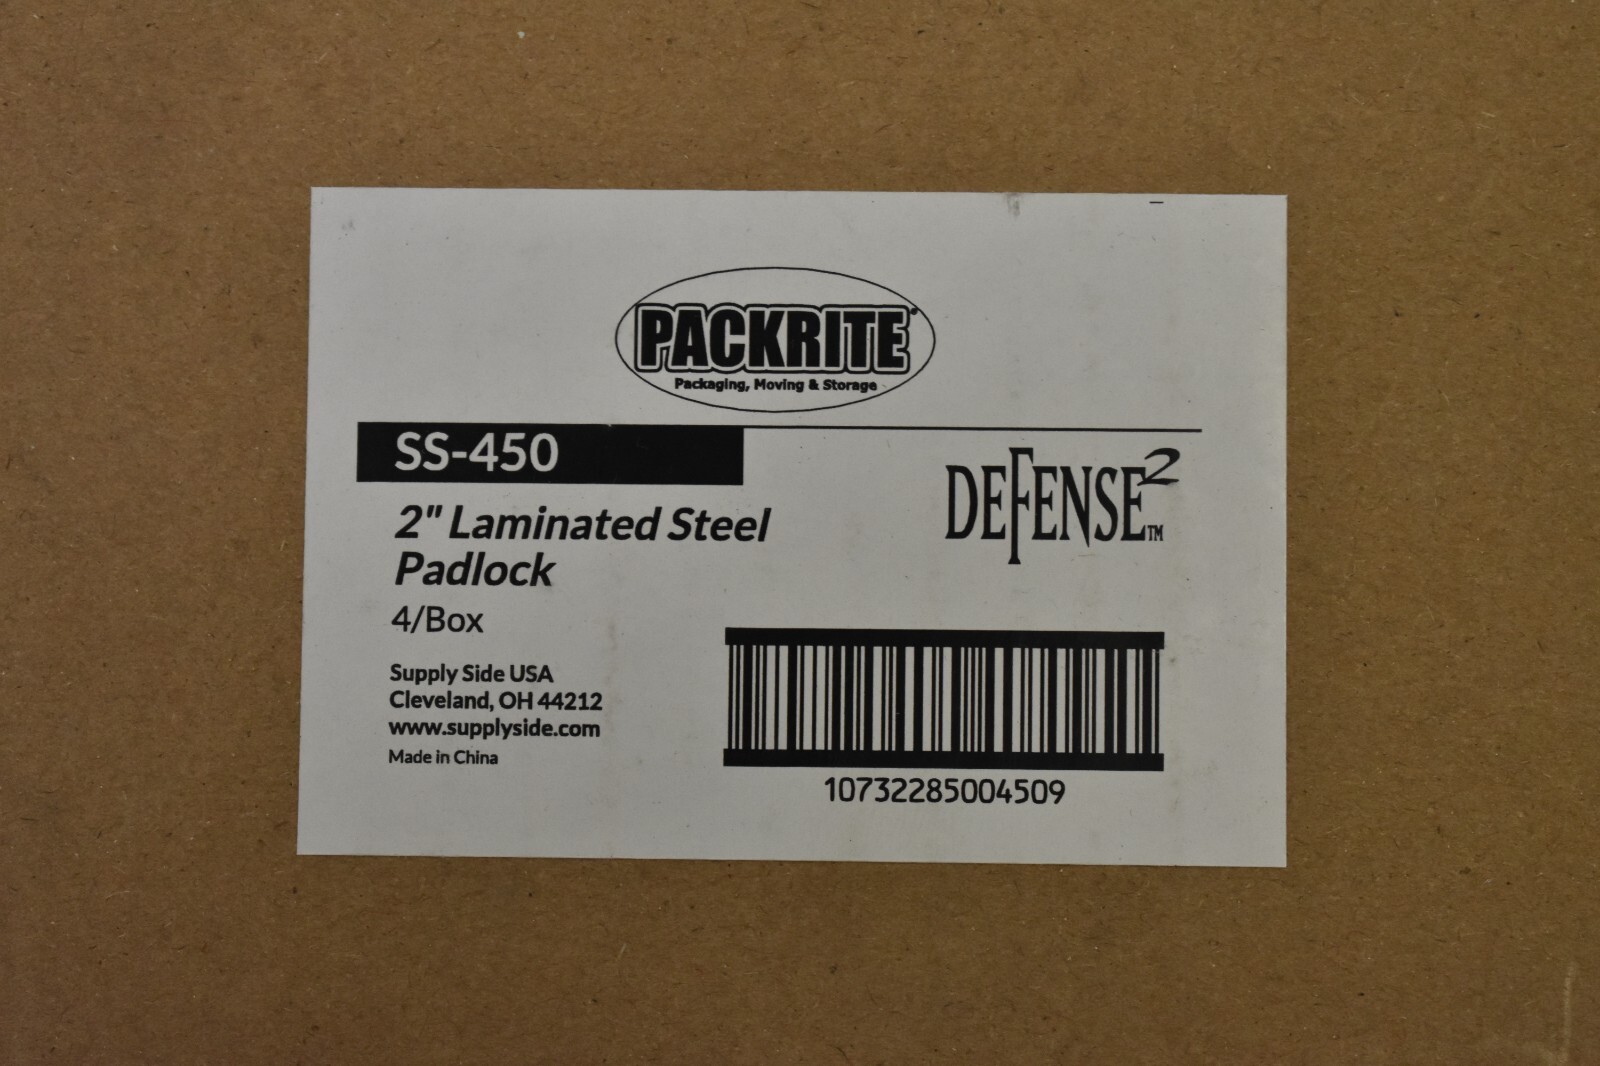 PACKRITE®
Packaging, Moving & Storage
SS-450
DEFENSE2™
2" Laminated Steel
Padlock
4/Box
Supply Side USA
Cleveland, OH 44212
www.supplyside.com
Made in China
10732285004509